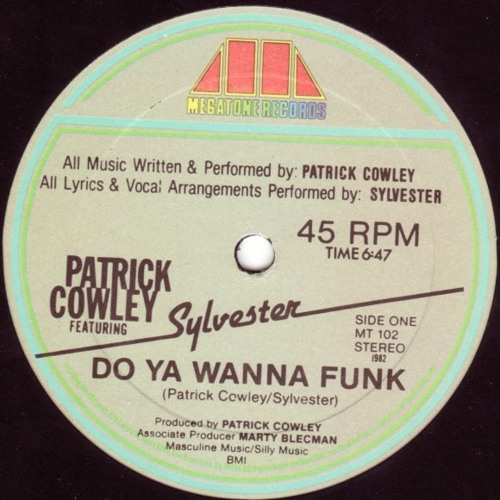 MEGATONE RECORDS
All Music Written & Performed by: PATRICK COWLEY
All Lyrics & Vocal Arrangements Performed by: SYLVESTER
45 RPM
TIME 6:47
PATRICK
COWLEY
FEATURING
Sylvester
SIDE ONE
MT 102
STEREO
1982
DO YA WANNA FUNK
(Patrick Cowley/Sylvester)
Produced by PATRICK COWLEY
Associate Producer MARTY BLECMAN
Masculine Music/Silly Music
BMI